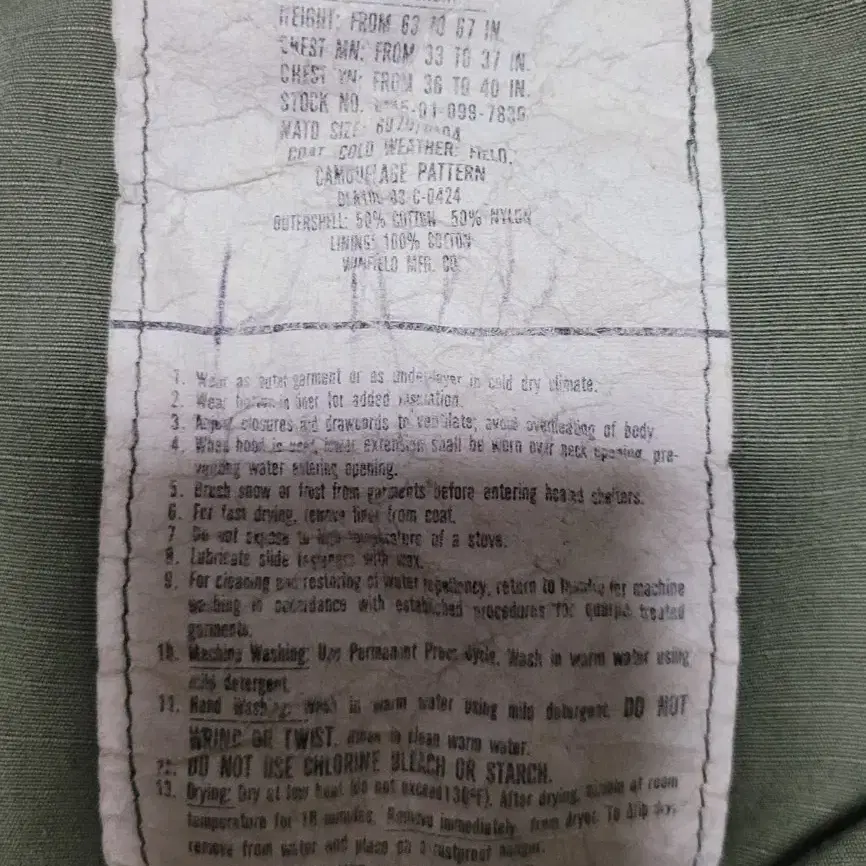 HEIGHT: FROM 63 TO 67 IN.
CHEST MN: FROM 33 TO 37 IN.
CHEST WN: FROM 36 TO 40 IN.
STOCK NO. 5-01-099-7839
NATO SIZE:
COAT COLD WEATHER FIELD,
CAMOUFLAGE PATTERN
C-0424
OUTERSHELL: 50% COTTON 50% NYLON
LINING: 100% COTTON
WINFIELD MFG. CO.
1. Wear as outer garment or as underlayer in cold dry climate.
2. Wear button in liner for added insulation.
3. Adjust closures and drawcords to ventilate; avoid overheating of body
4. When hood is used, lower extension shall be worn over neck opening, pre-
venting water entering opening.
5. Brush snow or frost from garments before entering heated shelters.
6. For fast drying, remove liner from coat.
7. Do not expose to high temperature of a stove.
8. Lubricate slide fasteners with wax.
9. For cleaning and restoring of water repellency, return to laundry for machine
washing in accordance with established procedures for quarpel treated
garments.
10. Machine Washing: Use Permanent Press cycle. Wash in warm water using
mild detergent.
11. Hand Washing: Wash in warm water using mild detergent. DO NOT
WRING OR TWIST. Rinse in clean warm water.
12. DO NOT USE CHLORINE BLEACH OR STARCH.
13. Drying: Dry at low heat (do not exceed 130°F). After drying, at room
temperature for minutes. Remove immediately from dryer. To drip dry,
remove from water and place on a rustproof hanger.